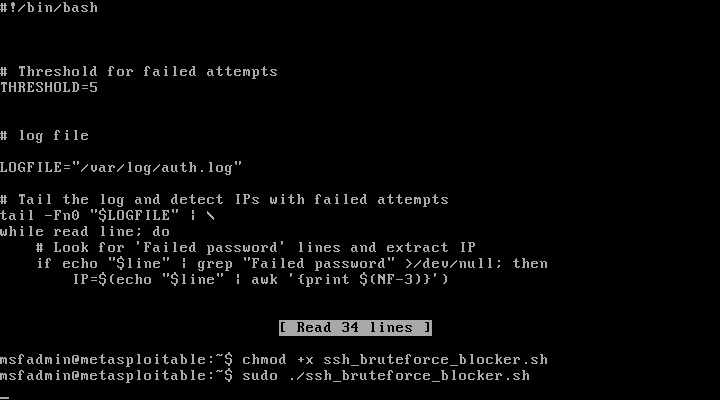 #!/bin/bash
# Threshold for failed attempts
THRESHOLD=5
# log file
LOGFILE="/var/log/auth.log"
# Tail the log and detect IPs with failed attempts
tail -Fn0 "$LOGFILE" | \
while read line; do
    # Look for 'Failed password' lines and extract IP
    if echo "$line" | grep "Failed password" >/dev/null; then
        IP=$(echo "$line" | awk '{print $(NF-3)}')
[ Read 34 lines ]
msfadmin@metasploitable:~$ chmod +x ssh_bruteforce_blocker.sh
msfadmin@metasploitable:~$ sudo ./ssh_bruteforce_blocker.sh